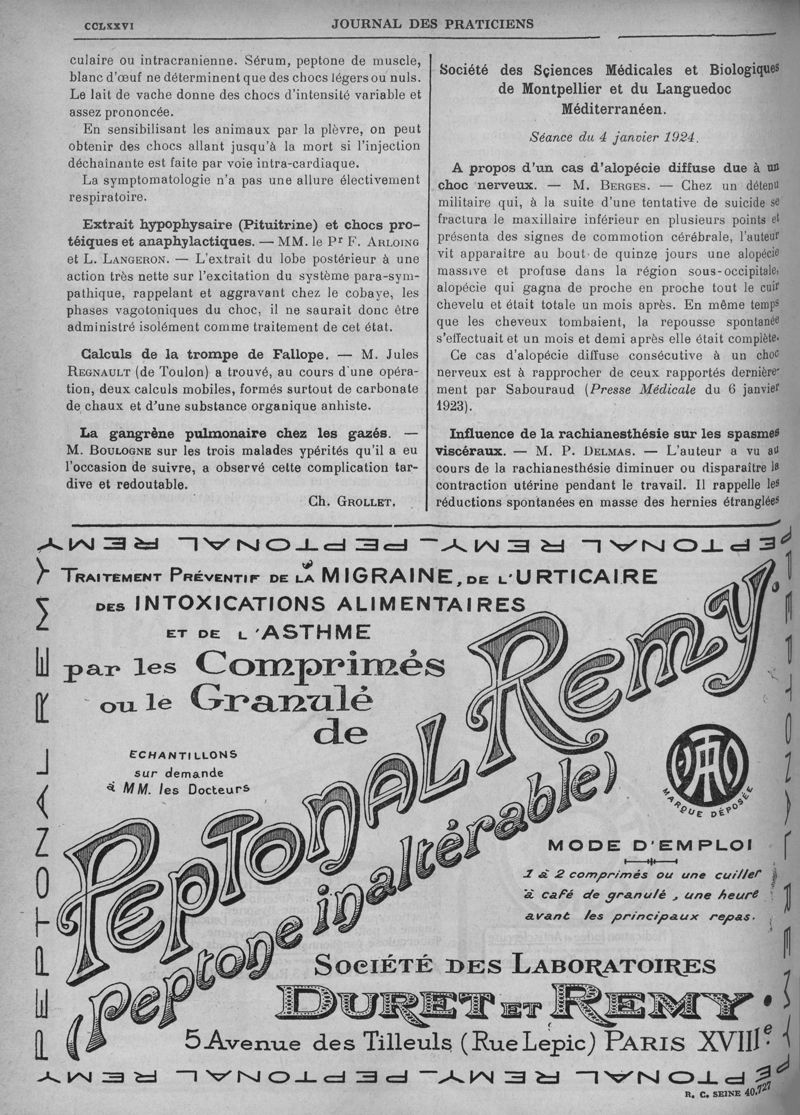 CCLXXVI
JOURNAL DES PRATICIENS
culaire ou intracranienne. Sérum, peptone de muscle,
blanc d'œuf ne déterminent que des chocs légers ou nuls.
Le lait de vache donne des chocs d'intensité variable et
assez prononcée.
En sensibilisant les animaux par la plèvre, on peut
obtenir des chocs allant jusqu'à la mort si l'injection
déchainante est faite par voie intra-cardiaque.
La symptomatologie n'a pas une allure électivement
respiratoire.
Extrait hypophysaire (Pituitrine) et chocs pro-
téiques et anaphylactiques. — MM. le Pr F. ARLOING
et L. LANGERON. — L'extrait du lobe postérieur à une
action très nette sur l'excitation du système para-sym-
pathique, rappelant et aggravant chez le cobaye, les
phases vagotoniques du choc, il ne saurait donc être
administré isolément comme traitement de cet état.
Calculs de la trompe de Fallope. — M. Jules
REGNAULT (de Toulon) a trouvé, au cours d'une opéra-
tion, deux calculs mobiles, formés surtout de carbonate
de chaux et d'une substance organique anhiste.
La gangrène pulmonaire chez les gazés. —
M. BOULOGNE sur les trois malades ypérités qu'il a eu
l'occasion de suivre, a observé cette complication tar-
dive et redoutable.
Ch. GROLLET.
Société des Sçiences Médicales et Biologiques
de Montpellier et du Languedoc
Méditerranéen.
Séance du 4 janvier 1924.
A propos d'un cas d'alopécie diffuse due à un
choc nerveux. — M. BERGES. — Chez un détenu
militaire qui, à la suite d'une tentative de suicide se
fractura le maxillaire inférieur en plusieurs points et
présenta des signes de commotion cérébrale, l'auteur
vit apparaître au bout de quinze jours une alopécie
massive et profuse dans la région sous-occipitale,
alopécie qui gagna de proche en proche tout le cuir
chevelu et était totale un mois après. En même temps
que les cheveux tombaient, la repousse spontanée
s'effectuait et un mois et demi après elle était complète.
Ce cas d'alopécie diffuse consécutive à un choc
nerveux est à rapprocher de ceux rapportés dernière-
ment par Sabouraud (Presse Médicale du 6 janvier
1923).
Influence de la rachianesthésie sur les spasmes
viscéraux. — M. P. DELMAS. — L'auteur a vu au
cours de la rachianesthésie diminuer ou disparaître la
contraction utérine pendant le travail. Il rappelle les
réductions spontanées en masse des hernies étranglées
PEPTONAL REMY_PEPTONAL REMY
TRAITEMENT PRÉVENTIF DE LA MIGRAINE, DE L'URTICAIRE
DES INTOXICATIONS ALIMENTAIRES
ET DE L'ASTHME
par les Comprimés
ou le Granulé
de
PEPTONAL REMY.
(peptone inaltérable)
ECHANTILLONS
sur demande
à MM. les Docteurs
MARQUE DÉPOSÉE
MODE D'EMPLOI
1 à 2 comprimés ou une cuiller
à café de granulé, une heure
avant les principaux repas.
SOCIÉTÉ DES LABORATOIRES
DURET ET REMY.
5 Avenue des Tilleuls (Rue Lepic) PARIS XVIIIe.
PEPTONAL REMY
PEPTONAL REMY_PEPTONAL REMY
R. C. SEINE 40.727